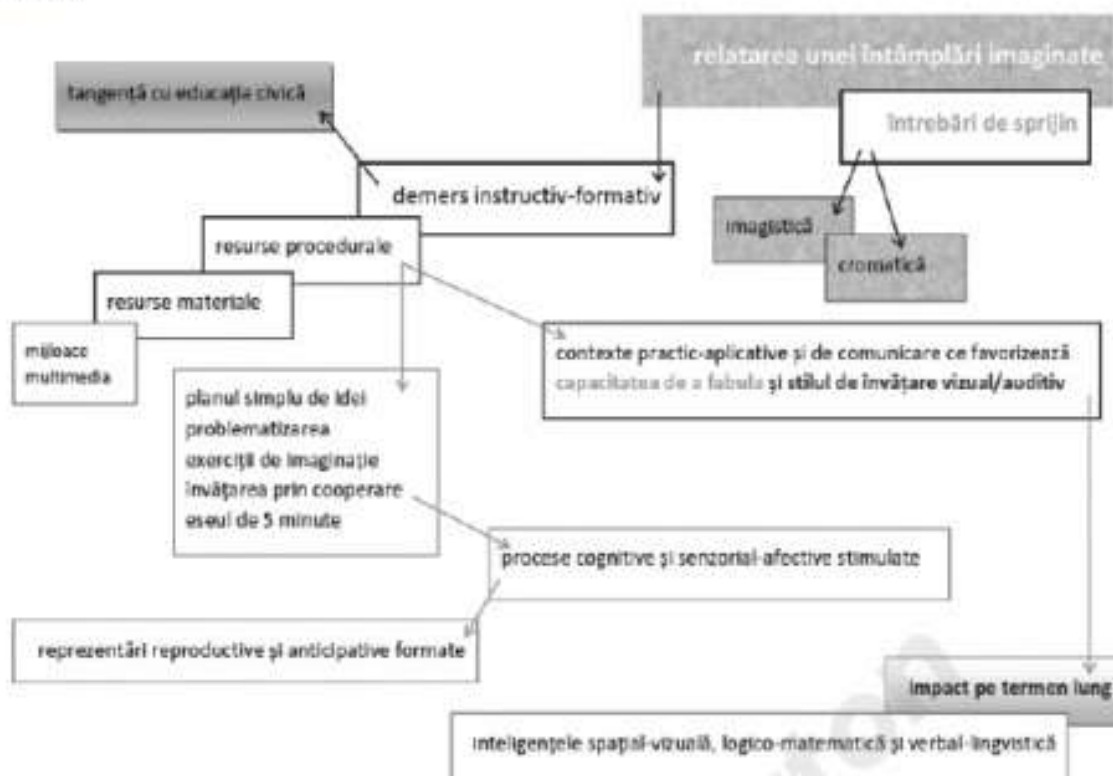 relatarea unei întâmplări imaginate
tangență cu educația civică
întrebări de sprijin
demers instructiv-formativ
imagistică
cromatică
resurse procedurale
resurse materiale
mijloace
multimedia
contexte practic-aplicative și de comunicare ce favorizează
capacitatea de a fabula și stilul de învățare vizual/auditiv
planul simplu de idei
problematizarea
exerciții de imaginație
învățarea prin cooperare
eseul de 5 minute
procese cognitive și senzorial-afective stimulate
reprezentări reproductive și anticipative formate
impact pe termen lung
inteligențele spațial-vizuală, logico-matematică și verbal-lingvistică